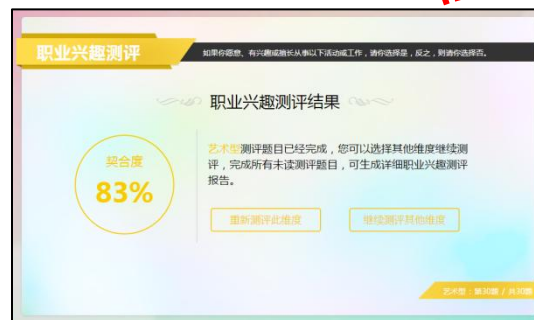 职业兴趣测评
如果你愿意、有兴趣或擅长从事以下活动或工作，请你选择是，反之，则请你选择否。
职业兴趣测评结果
契合度
83%
艺术型测评题目已经完成，您可以选择其他维度继续测
评，完成所有未读测评题目，可生成详细职业兴趣测评
报告。
重新测评此维度
继续测评其他维度
艺术型：第30题 / 共30题